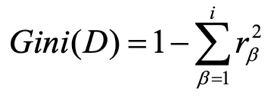 Gini(D) = 1 − ∑_{β=1}^{i} r_β^2